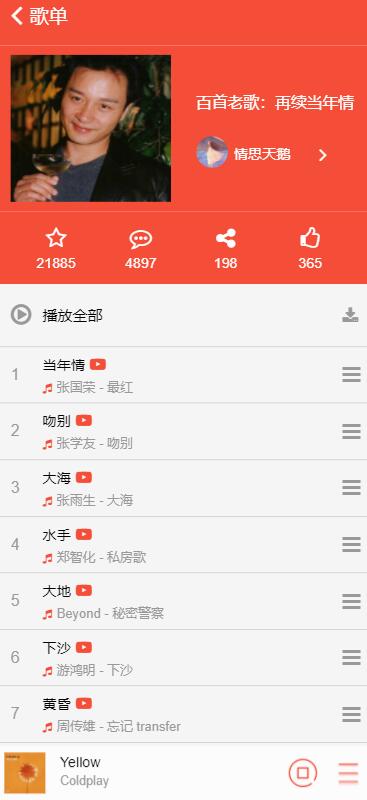 歌单
百首老歌：再续当年情
情思天鹅
21885
4897
198
365
播放全部
1
当年情
张国荣 - 最红
2
吻别
张学友 - 吻别
3
大海
张雨生 - 大海
4
水手
郑智化 - 私房歌
5
大地
Beyond - 秘密警察
6
下沙
游鸿明 - 下沙
7
黄昏
周传雄 - 忘记 transfer
Yellow
Coldplay